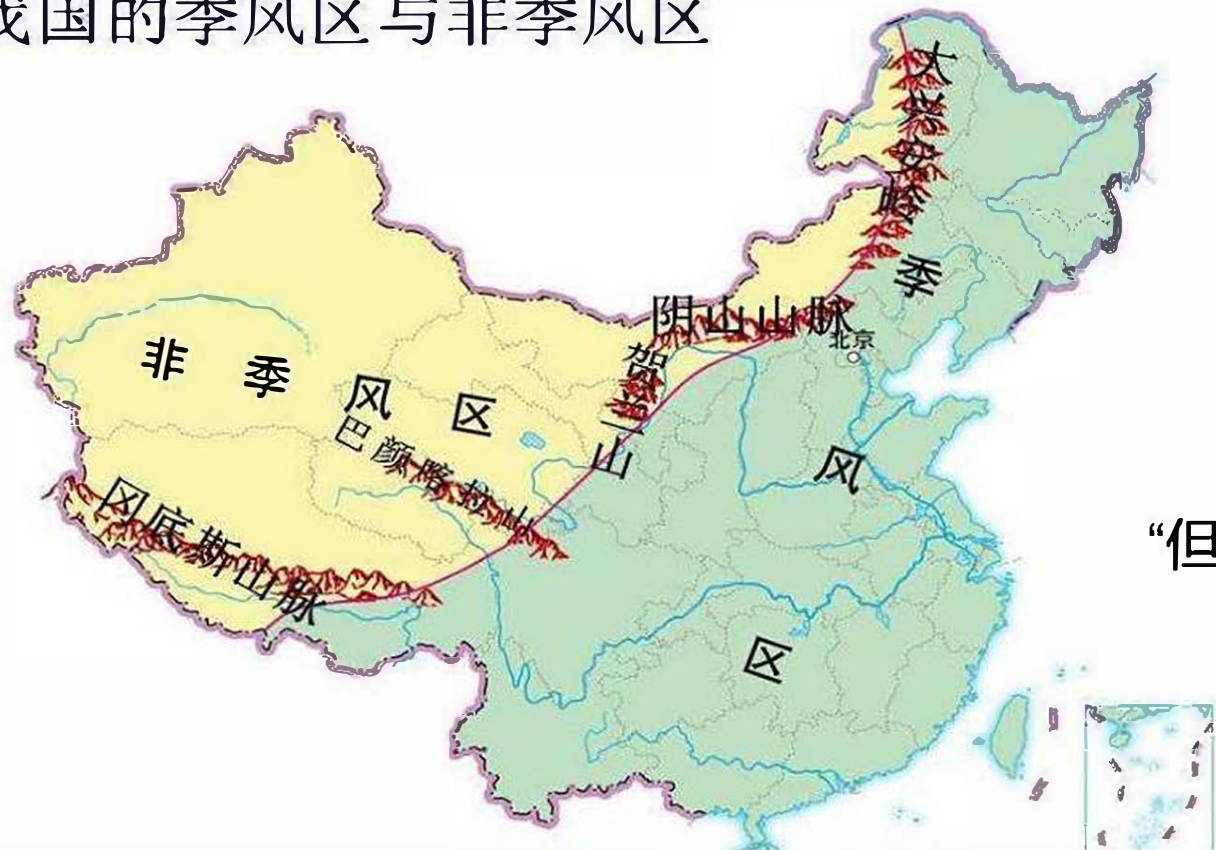 我国的季风区与非季风区
大兴安岭
阴山山脉
北京
贺兰山
非季风区
巴颜喀拉山
冈底斯山脉
季风区
“但